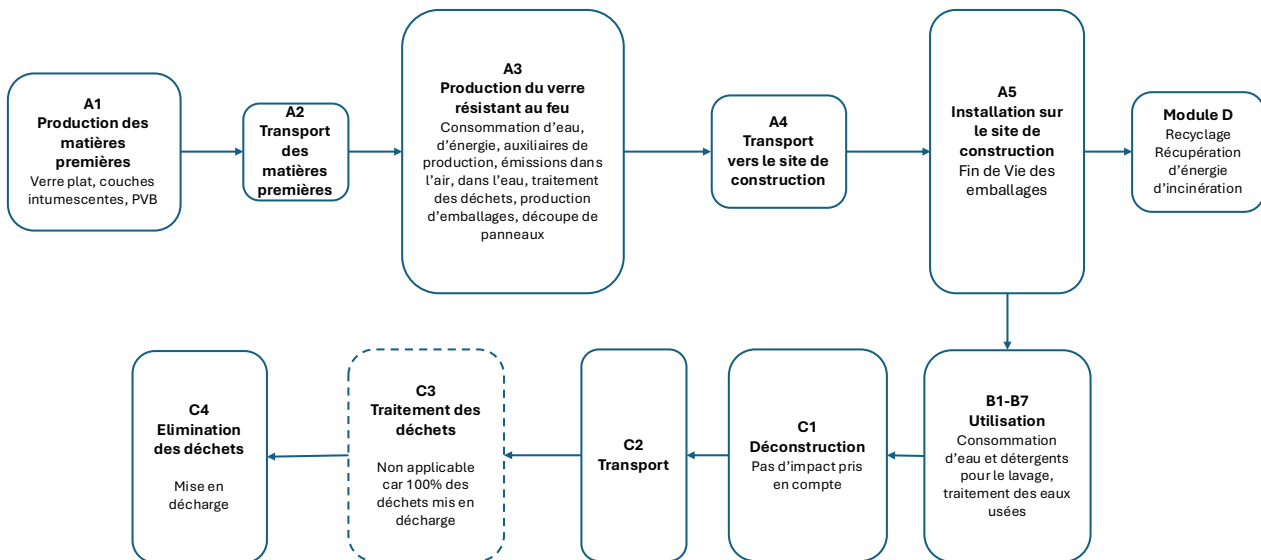 A1
Production des
matières
premières
Verre plat, couches
intumescentes, PVB
A2
Transport
des
matières
premières
A3
Production du verre
résistant au feu
Consommation d’eau,
d’énergie, auxiliaires de
production, émissions dans
l’air, dans l’eau, traitement
des déchets, production
d’emballages, découpe de
panneaux
A4
Transport
vers le site de
construction
A5
Installation sur
le site de
construction
Fin de Vie des
emballages
Module D
Recyclage
Récupération
d’énergie
d’incinération
C4
Elimination
des déchets
Mise en
décharge
C3
Traitement des
déchets
Non applicable
car 100% des
déchets mis en
décharge
C2
Transport
C1
Déconstruction
Pas d’impact pris
en compte
B1-B7
Utilisation
Consommation
d’eau et détergents
pour le lavage,
traitement des eaux
usées